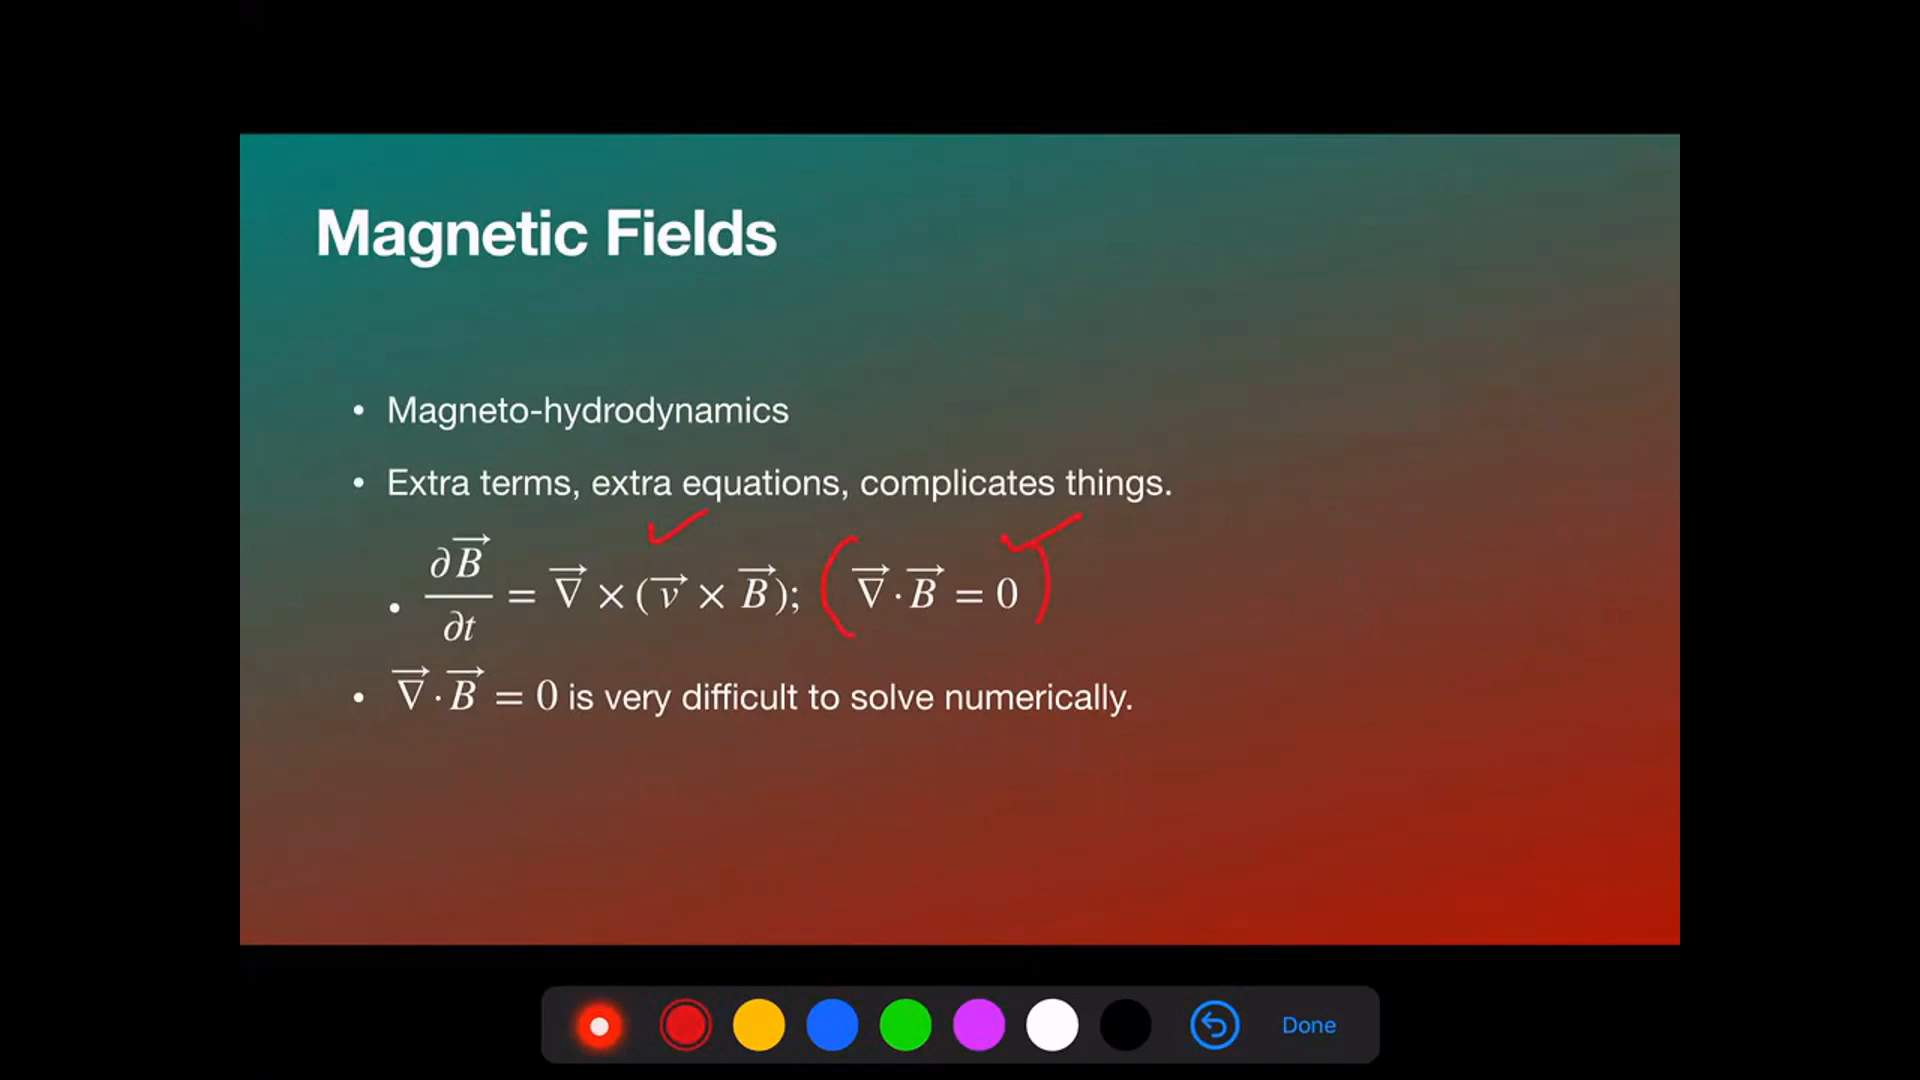 Magnetic Fields
• Magneto-hydrodynamics
• Extra terms, extra equations, complicates things.
• ∂B⃗/∂t = ∇⃗ × (v⃗ × B⃗); (∇⃗ · B⃗ = 0)
• ∇⃗ · B⃗ = 0 is very difficult to solve numerically.
Done